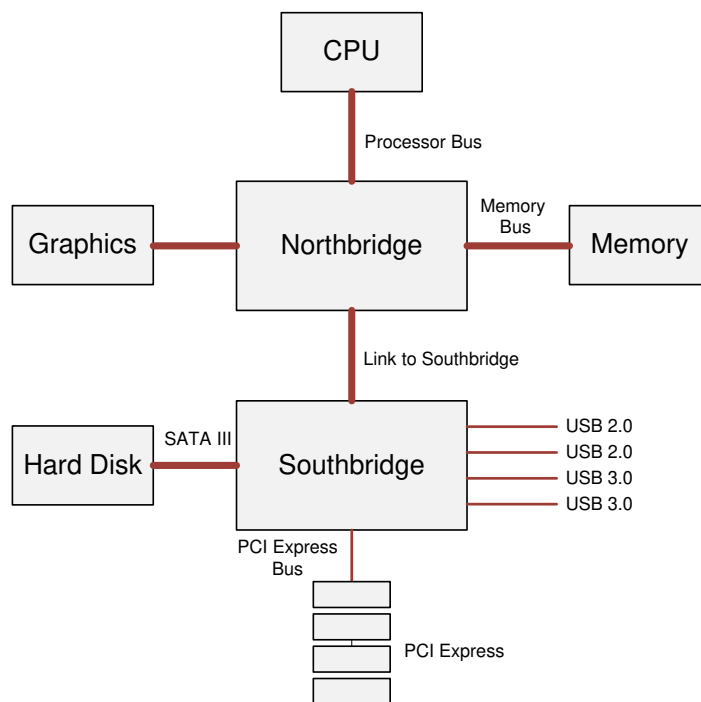 CPU
Processor Bus
Graphics
Northbridge
Memory
Bus
Memory
Link to Southbridge
Hard Disk
SATA III
Southbridge
USB 2.0
USB 2.0
USB 3.0
USB 3.0
PCI Express
Bus
PCI Express